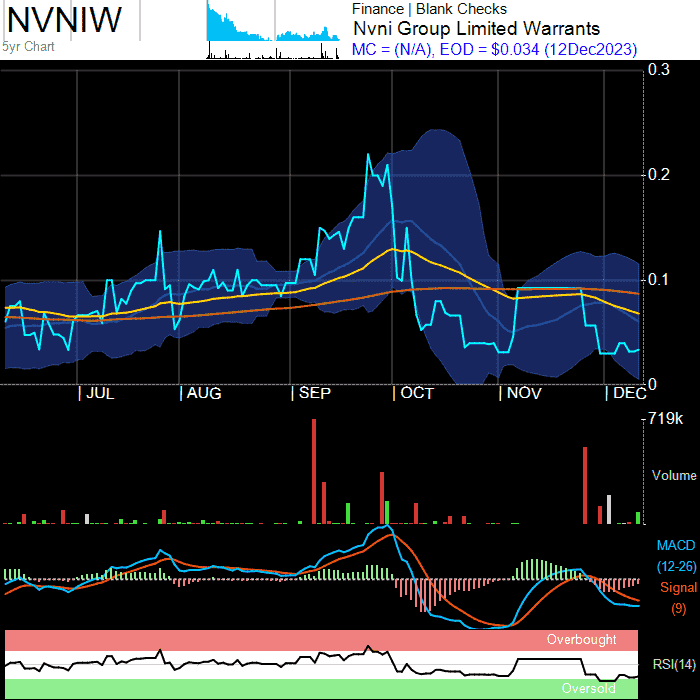 NVNIW
5yr Chart
Finance | Blank Checks
Nvni Group Limited Warrants
MC = (N/A), EOD = $0.034 (12Dec2023)
0.3
0.2
0.1
0
JUL AUG SEP OCT NOV DEC
719k
Volume
MACD
(12-26)
Signal
(9)
Overbought
RSI(14)
Oversold